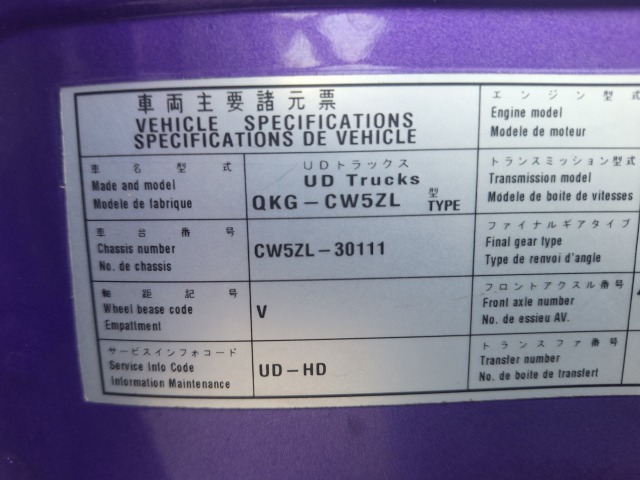 車両主要諸元票
VEHICLE SPECIFICATIONS
SPECIFICATIONS DE VEHICLE
車名型式
Made and model
Modele de fabrique
UDトラックス
UD Trucks
QKG-CW5ZL 型 TYPE
車台番号
Chassis number
No. de chassis
CW5ZL-30111
軸距記号
Wheel bease code
Empattment
V
サービスインフォコード
Service Info Code
Information Maintenance
UD-HD
エンジン型式
Engine model
Modele de moteur
トランスミッション型式
Transmission model
Modele de boite de vitesses
ファイナルギアタイプ
Final gear type
Type de renvoi d'angle
フロントアクスル番号
Front axle number
No. de essieu AV.
トランスファ番号
Transfer number
No. de boite de transfert